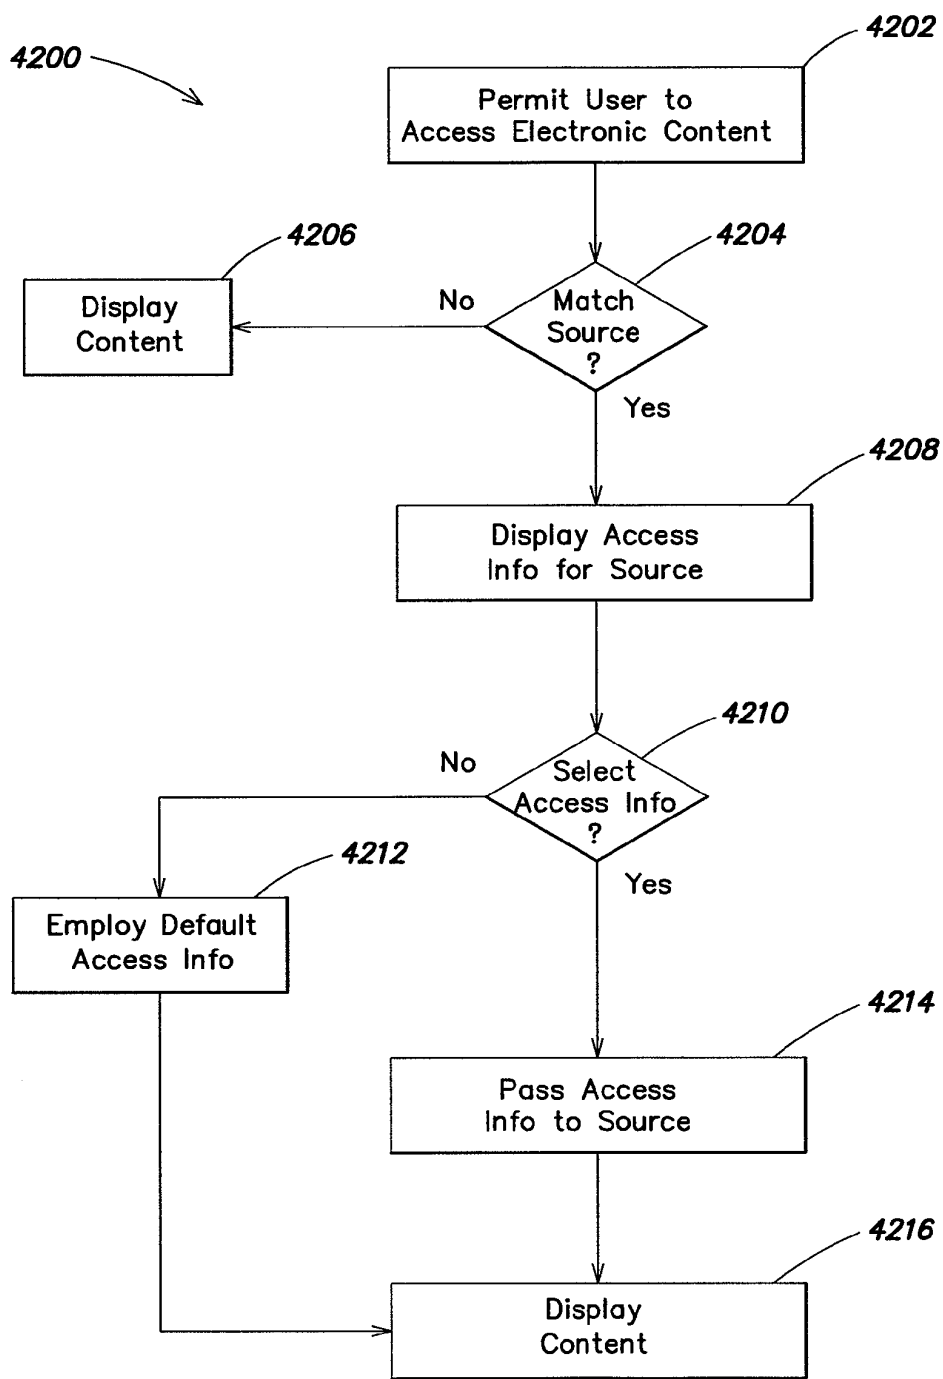 4202
4200
Permit User to
Access Electronic Content
4206
4204
Display
Content
No
Match
Source
?
Yes
4208
Display Access
Info for Source
4210
No
Select
Access Info
?
4212
Yes
Employ Default
Access Info
4214
Pass Access
Info to Source
4216
Display
Content